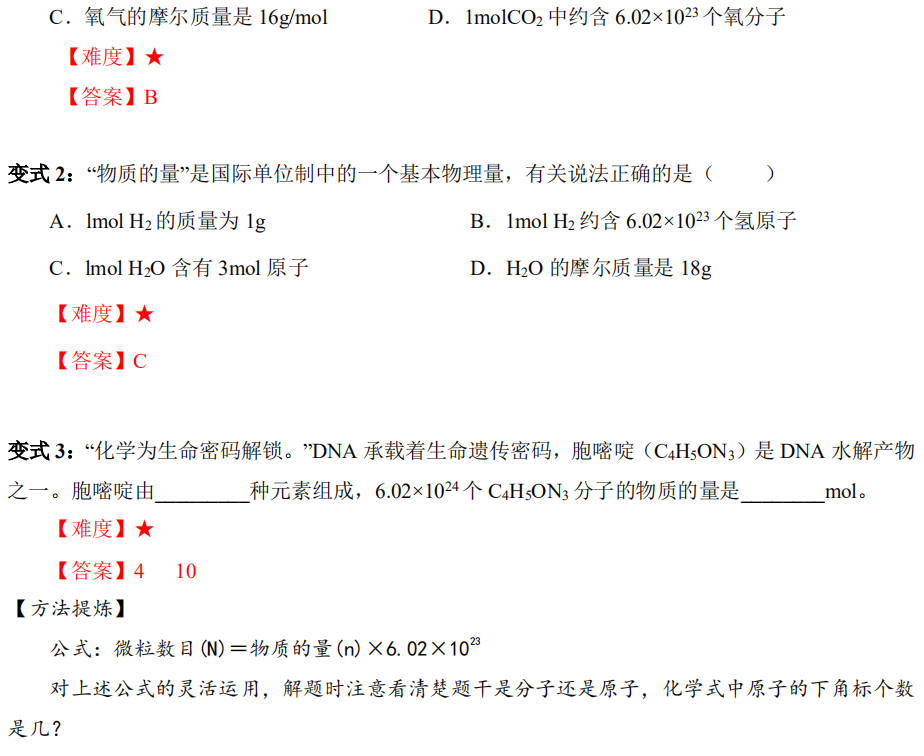 C．氧气的摩尔质量是 16g/mol D．1molCO₂ 中约含 6.02×10²³ 个氧分子
【难度】★
【答案】B
变式 2：“物质的量”是国际单位制中的一个基本物理量，有关说法正确的是（ ）
A．lmol H₂ 的质量为 1g B．1mol H₂ 约含 6.02×10²³ 个氢原子
C．lmol H₂O 含有 3mol 原子 D．H₂O 的摩尔质量是 18g
【难度】★
【答案】C
变式 3：“化学为生命密码解锁。”DNA 承载着生命遗传密码，胞嘧啶（C₄H₅ON₃）是 DNA 水解产物
之一。胞嘧啶由_________种元素组成，6.02×10²⁴ 个 C₄H₅ON₃ 分子的物质的量是________mol。
【难度】★
【答案】4 10
【方法提炼】
公式：微粒数目(N)＝物质的量(n)×6.02×10²³
对上述公式的灵活运用，解题时注意看清楚题干是分子还是原子，化学式中原子的下角标个数
是几？